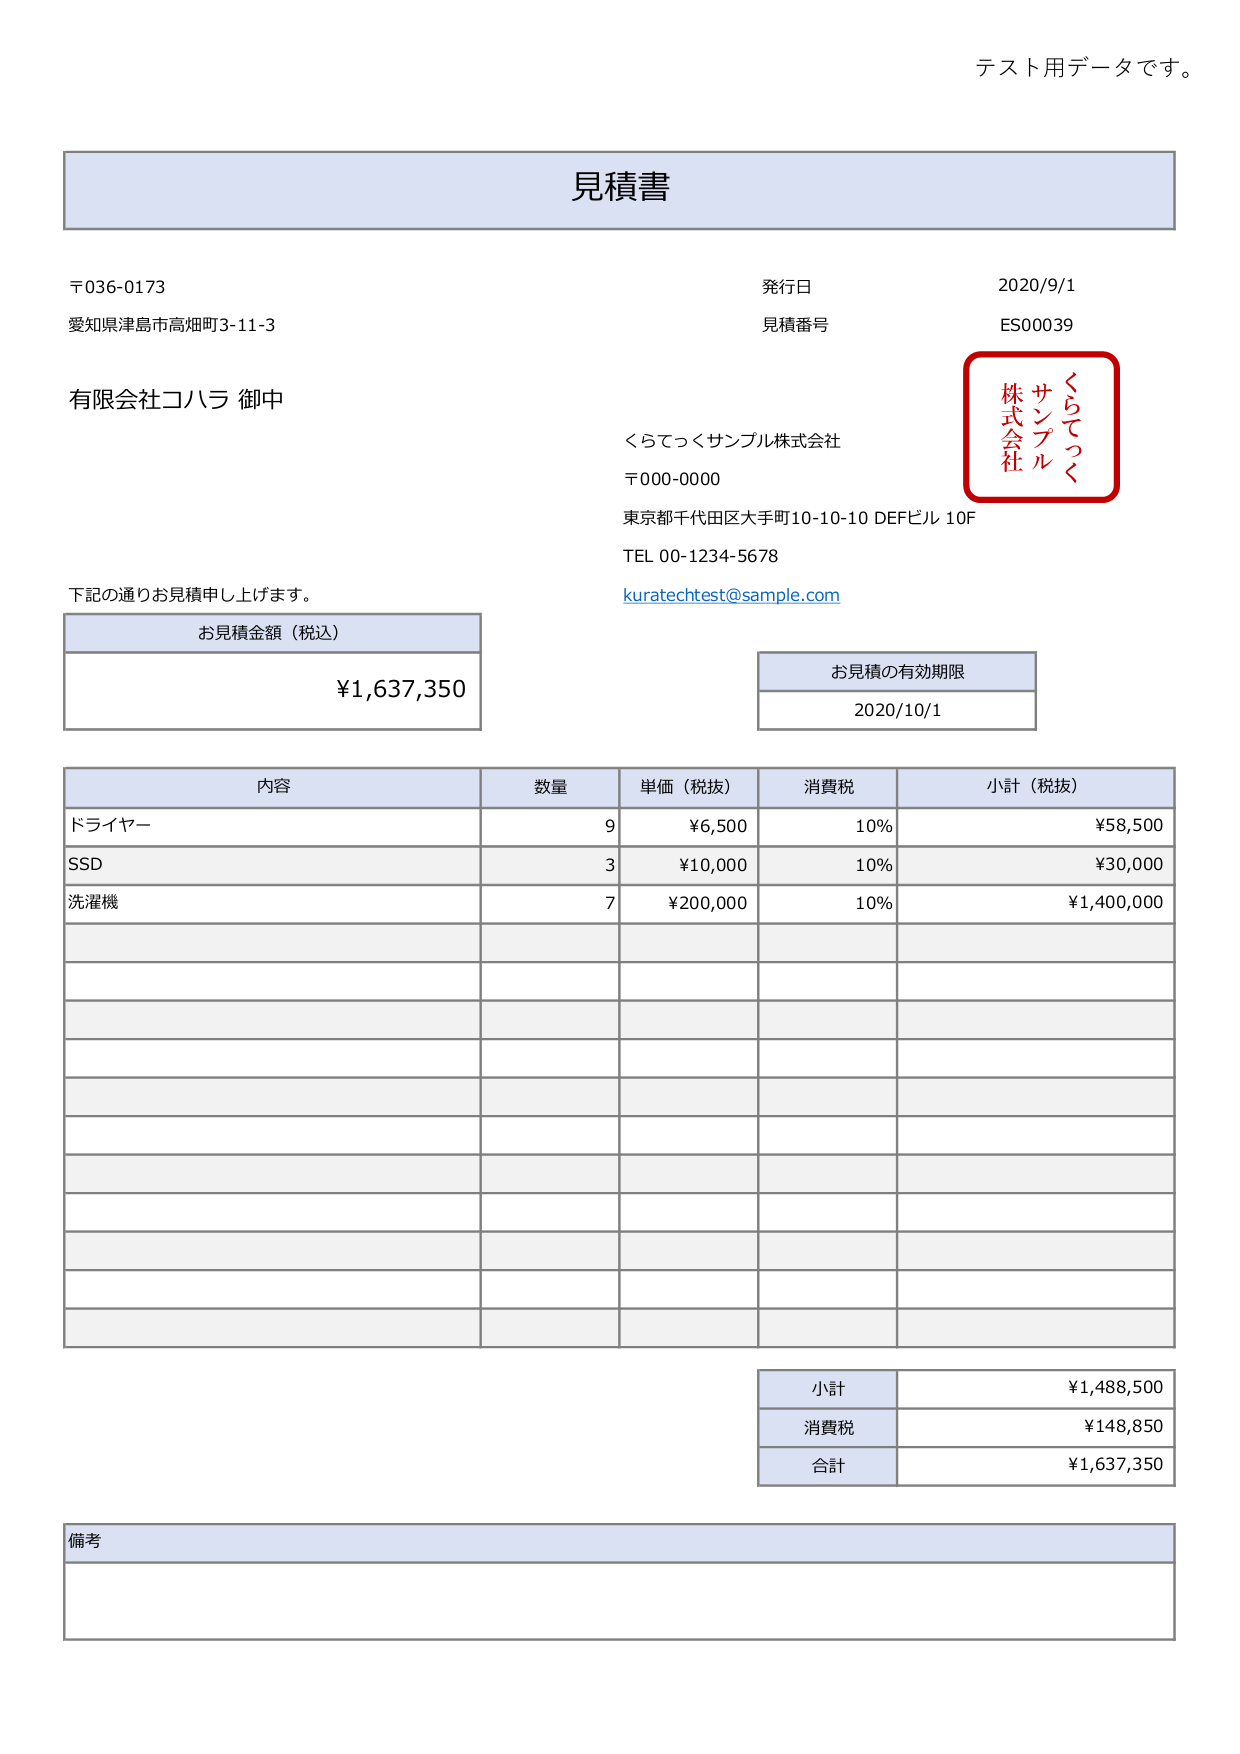 テスト用データです。
見積書
〒036-0173
発行日 2020/9/1
愛知県津島市高畑町3-11-3
見積番号 ES00039
有限会社コハラ 御中
くらてっく
サンプル
株式会社
くらてっくサンプル株式会社
〒000-0000
東京都千代田区大手町10-10-10 DEFビル 10F
TEL 00-1234-5678
kuratechtest@sample.com
下記の通りお見積申し上げます。
お見積金額（税込）
¥1,637,350
お見積の有効期限
2020/10/1
内容 数量 単価（税抜） 消費税 小計（税抜）
ドライヤー 9 ¥6,500 10% ¥58,500
SSD 3 ¥10,000 10% ¥30,000
洗濯機 7 ¥200,000 10% ¥1,400,000
小計 ¥1,488,500
消費税 ¥148,850
合計 ¥1,637,350
備考